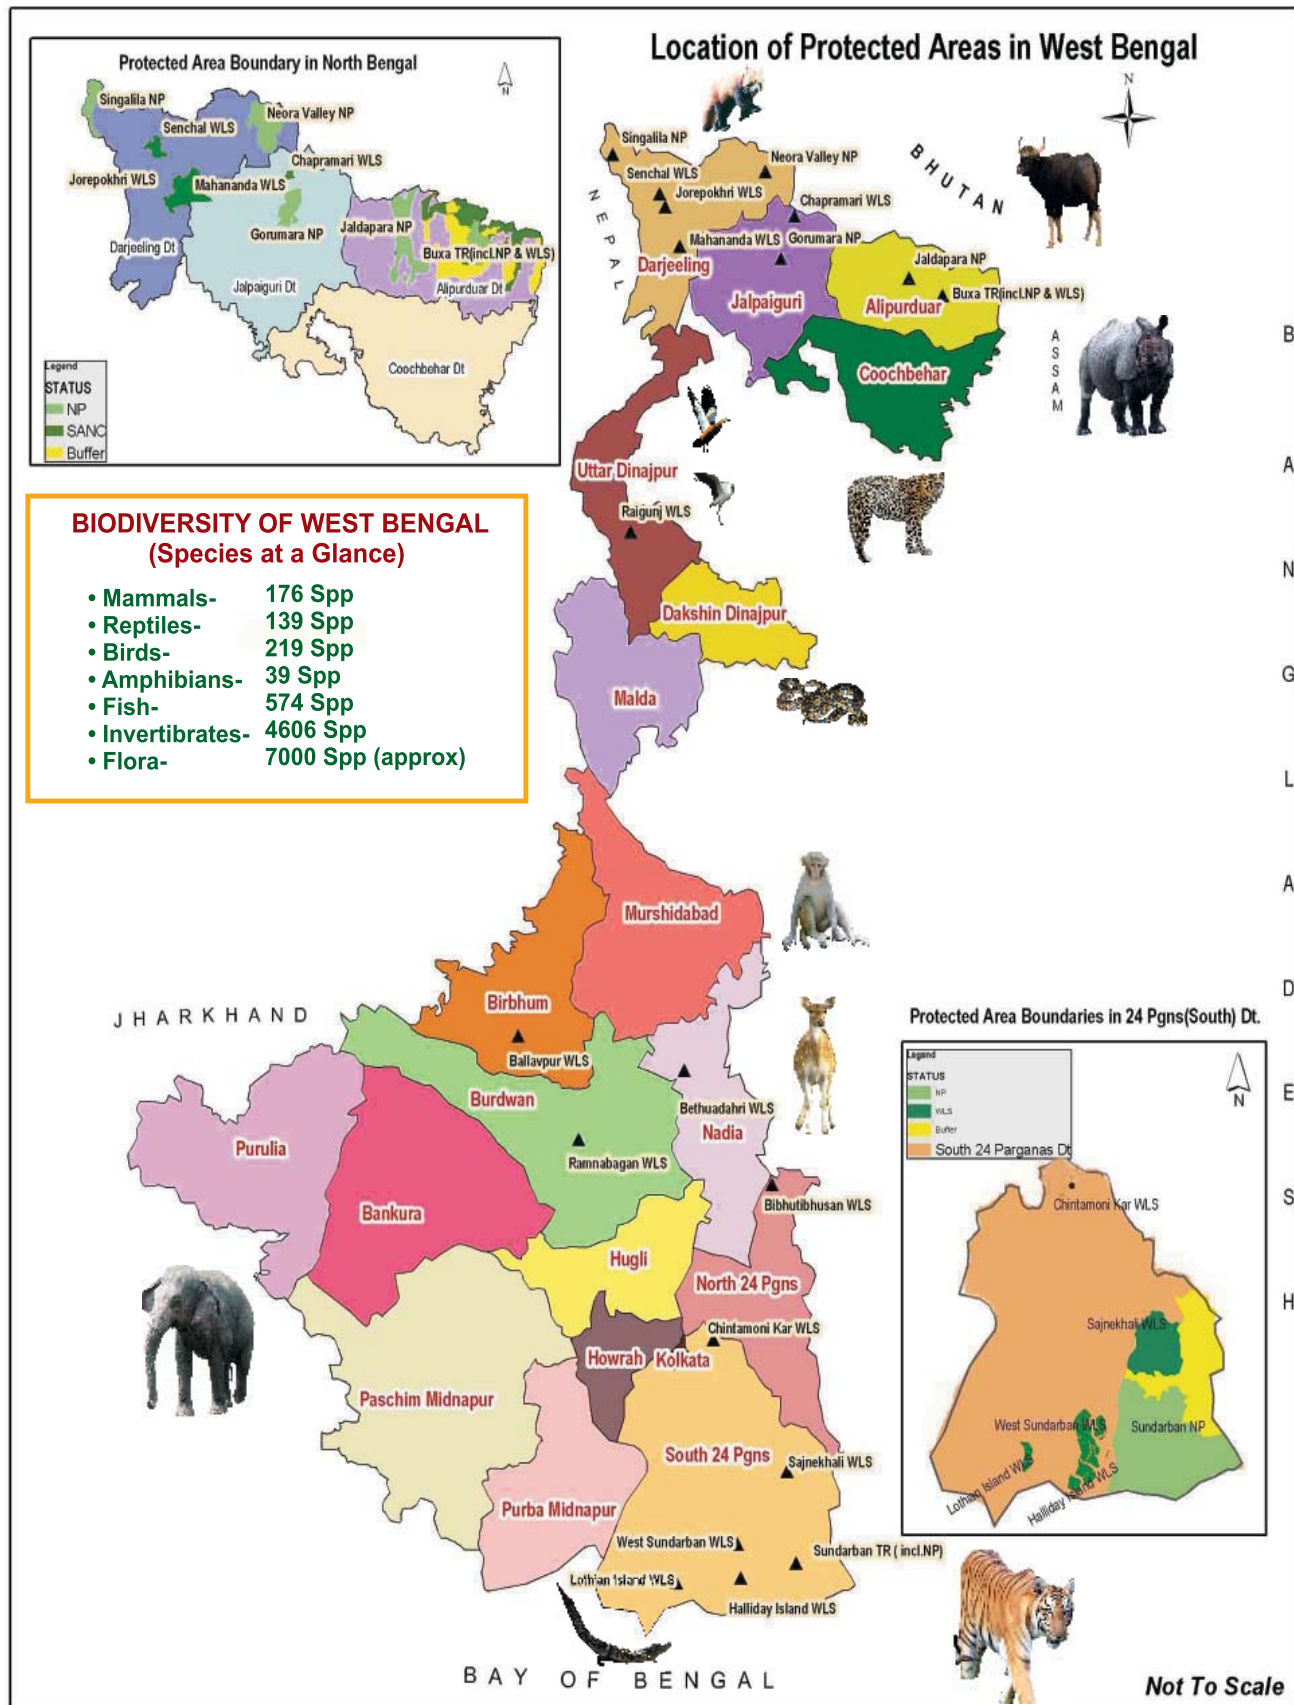 Location of Protected Areas in West Bengal
Protected Area Boundary in North Bengal
N
Singalila NP
Senchal WLS
Neora Valley NP
Chapramari WLS
Jorepokhri WLS
Mahananda WLS
Gorumara NP
Jaldapara NP
Buxa TR(incl.NP & WLS)
Darjeeling Dt
Jalpaiguri Dt
Alipurduar Dt
Coochbehar Dt
Legend
STATUS
NP
SANC
Buffer
N
Singalila NP
Senchal WLS
Jorepokhri WLS
Neora Valley NP
Chapramari WLS
Mahananda WLS
Gorumara NP
Jaldapara NP
Buxa TR(incl.NP & WLS)
Darjeeling
Jalpaiguri
Alipurduar
Coochbehar
NEPAL
BHUTAN
ASSAM
BANGLADESH
Uttar Dinajpur
Raigunj WLS
Dakshin Dinajpur
Malda
BIODIVERSITY OF WEST BENGAL
(Species at a Glance)
• Mammals- 176 Spp
• Reptiles- 139 Spp
• Birds- 219 Spp
• Amphibians- 39 Spp
• Fish- 574 Spp
• Invertibrates- 4606 Spp
• Flora- 7000 Spp (approx)
Murshidabad
Birbhum
Ballavpur WLS
JHARKHAND
Burdwan
Ramnabagan WLS
Bethuadahri WLS
Nadia
Purulia
Bankura
Bibhutibhusan WLS
Hugli
North 24 Pgns
Chintamoni Kar WLS
Howrah
Kolkata
Paschim Midnapur
Purba Midnapur
South 24 Pgns
Sajnekhali WLS
West Sundarban WLS
Sundarban TR ( incl.NP)
Lothian Island WLS
Halliday Island WLS
BAY OF BENGAL
Protected Area Boundaries in 24 Pgns(South) Dt.
Legend
STATUS
NP
WLS
Buffer
South 24 Parganas Dt
N
Chintamoni Kar WLS
Sajnekhali WLS
West Sundarban WLS
Sundarban NP
Lothian Island WLS
Halliday Island WLS
Not To Scale